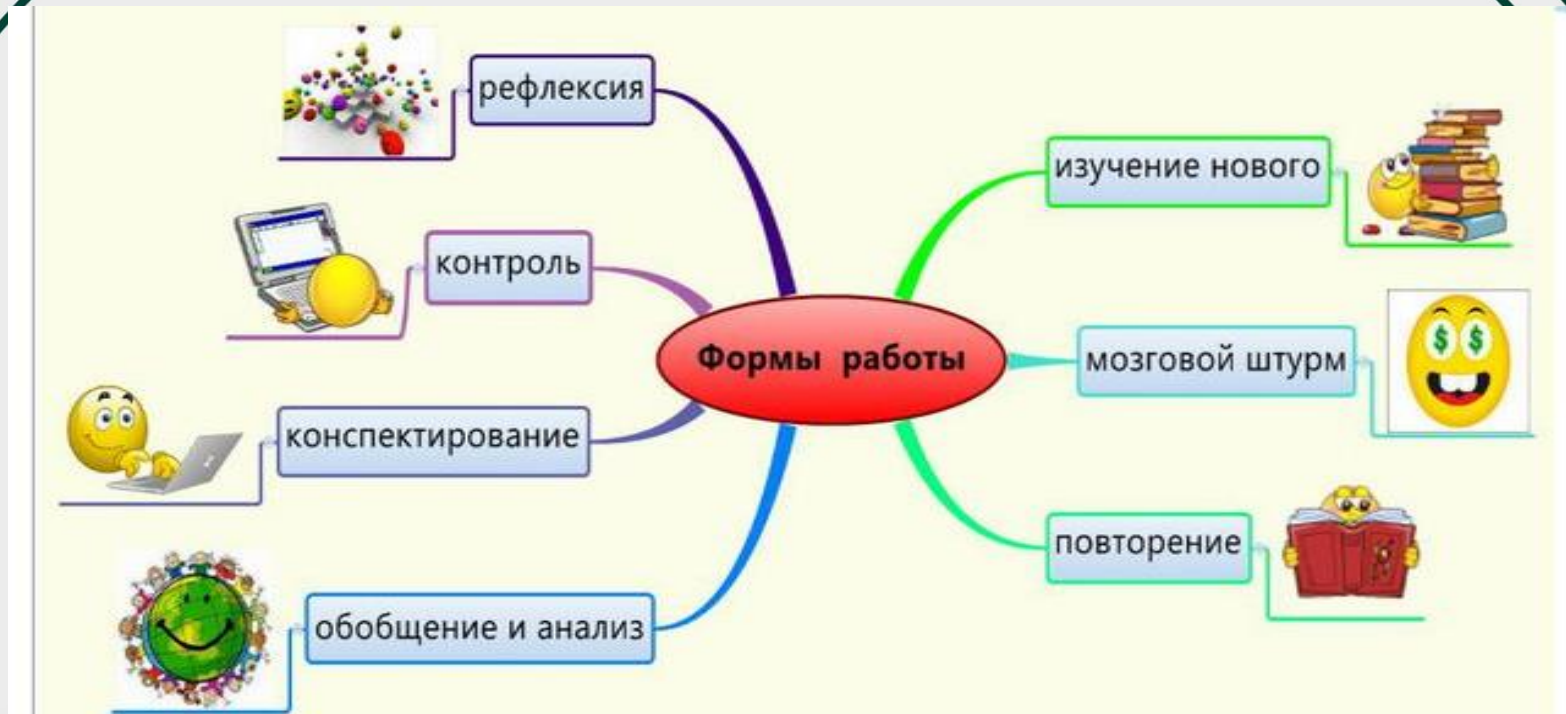 рефлексия
контроль
конспектирование
обобщение и анализ
Формы работы
изучение нового
мозговой штурм
повторение